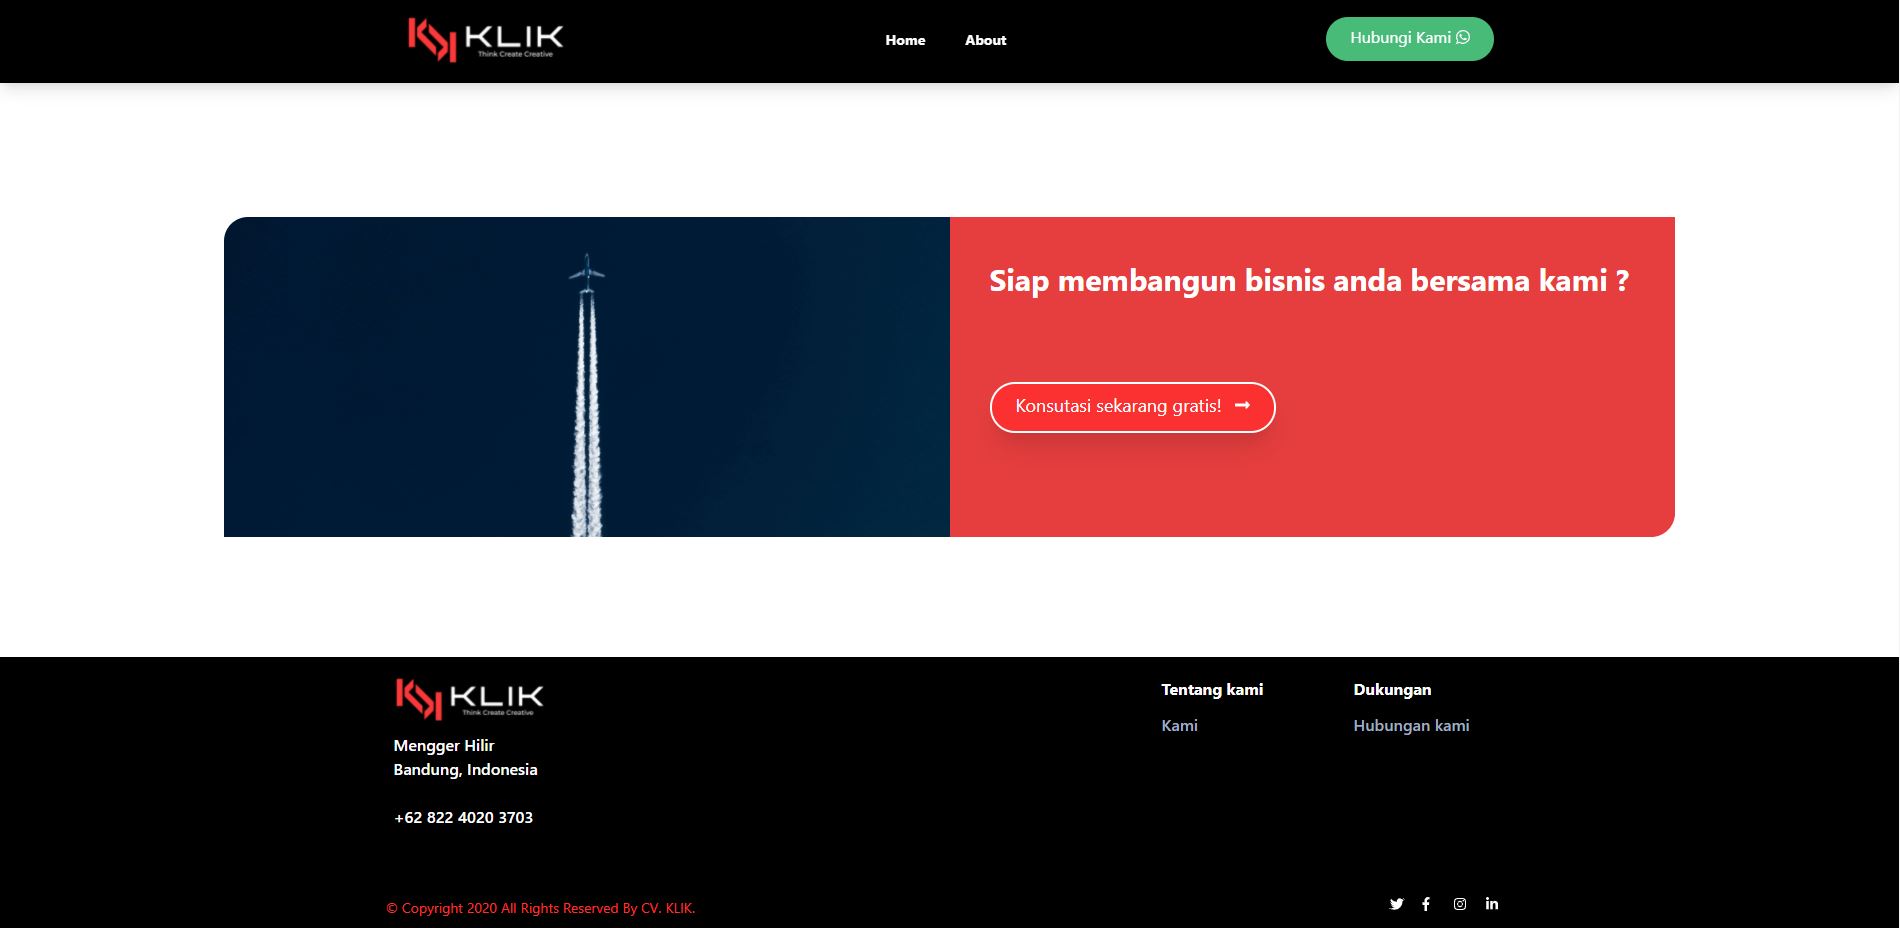 KLIK
Think Create Creative
Home
About
Hubungi Kami
Siap membangun bisnis anda bersama kami ?
Konsutasi sekarang gratis!
KLIK
Think Create Creative
Mengger Hilir
Bandung, Indonesia
+62 822 4020 3703
Tentang kami
Kami
Dukungan
Hubungan kami
© Copyright 2020 All Rights Reserved By CV. KLIK.